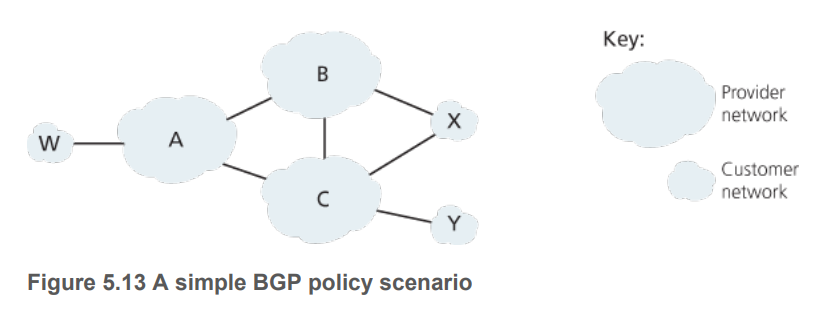 Key:
B
Provider
network
W
A
X
Customer
network
C
Y
Figure 5.13 A simple BGP policy scenario